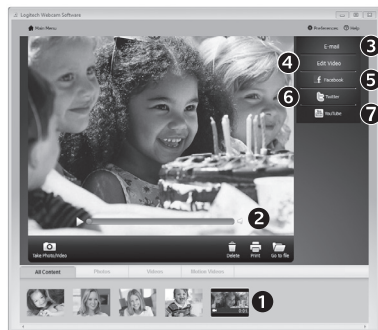 Logitech Webcam Software
Main Menu
Preferences Help
E-mail
3
4
Edit Video
Facebook
5
6
Twitter
YouTube
7
2
Take Photo/Video
Delete
Print
Go to file
All Content
Photos
Videos
Motion Videos
1